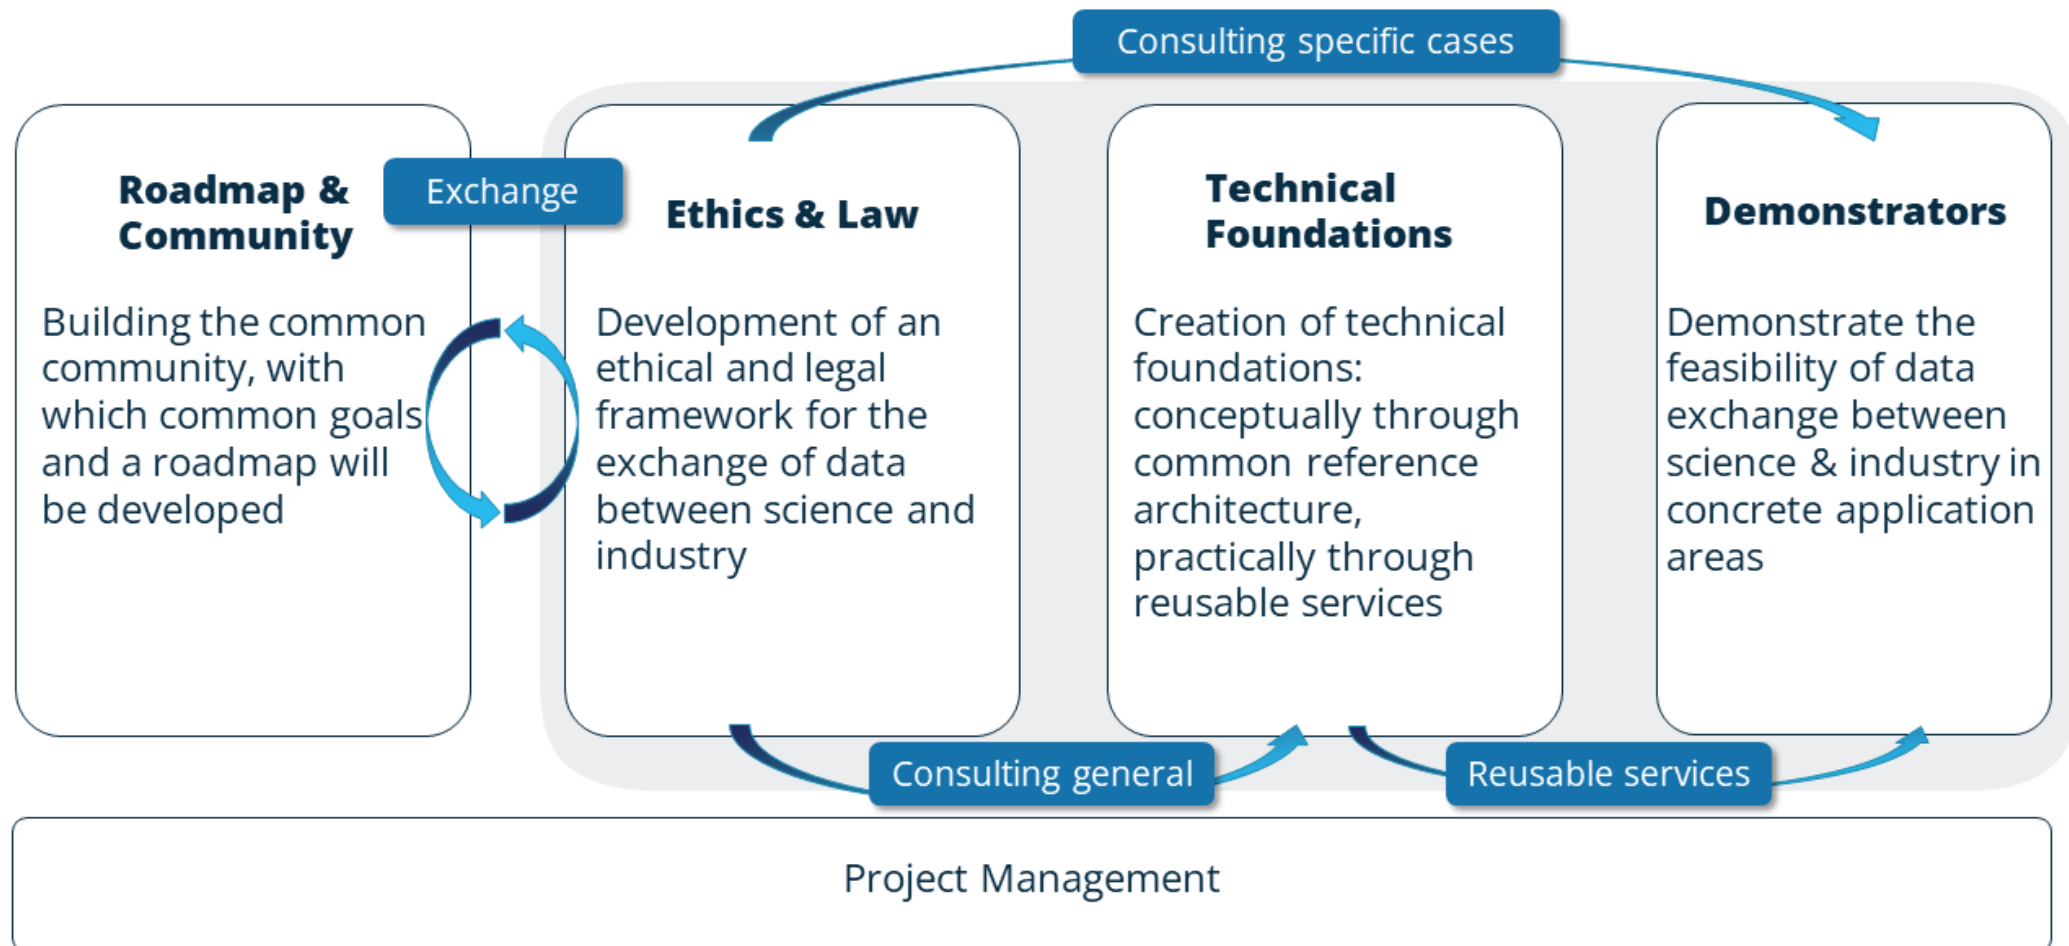 Consulting specific cases
Roadmap &
Community
Exchange
Ethics & Law
Technical
Foundations
Demonstrators
Building the common
community, with
which common goals
and a roadmap will
be developed
Development of an
ethical and legal
framework for the
exchange of data
between science and
industry
Creation of technical
foundations:
conceptually through
common reference
architecture,
practically through
reusable services
Demonstrate the
feasibility of data
exchange between
science & industry in
concrete application
areas
Consulting general
Reusable services
Project Management